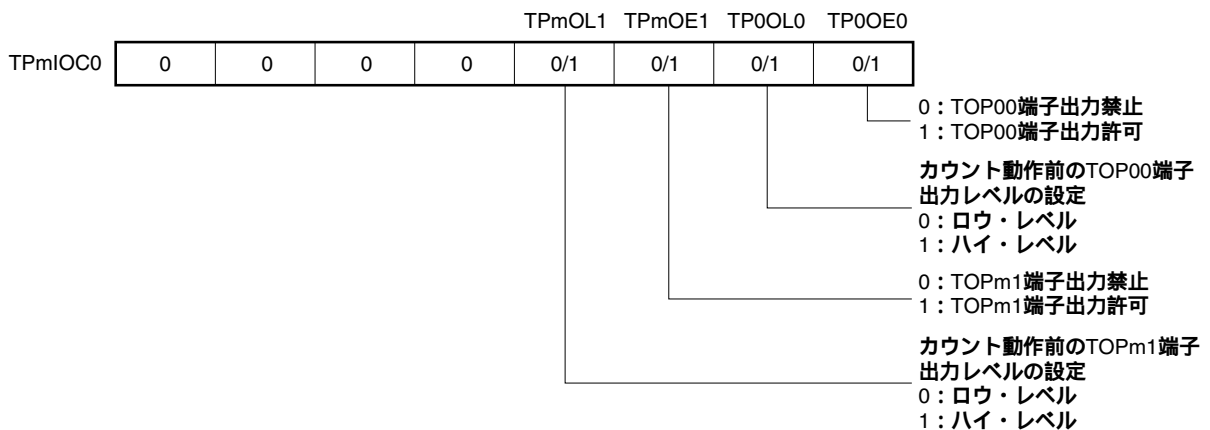 TPmOL1 TPmOE1 TP0OL0 TP0OE0
TPmIOC0 0 0 0 0 0/1 0/1 0/1 0/1
0：TOP00端子出力禁止
1：TOP00端子出力許可
カウント動作前のTOP00端子
出力レベルの設定
0：ロウ・レベル
1：ハイ・レベル
0：TOPm1端子出力禁止
1：TOPm1端子出力許可
カウント動作前のTOPm1端子
出力レベルの設定
0：ロウ・レベル
1：ハイ・レベル